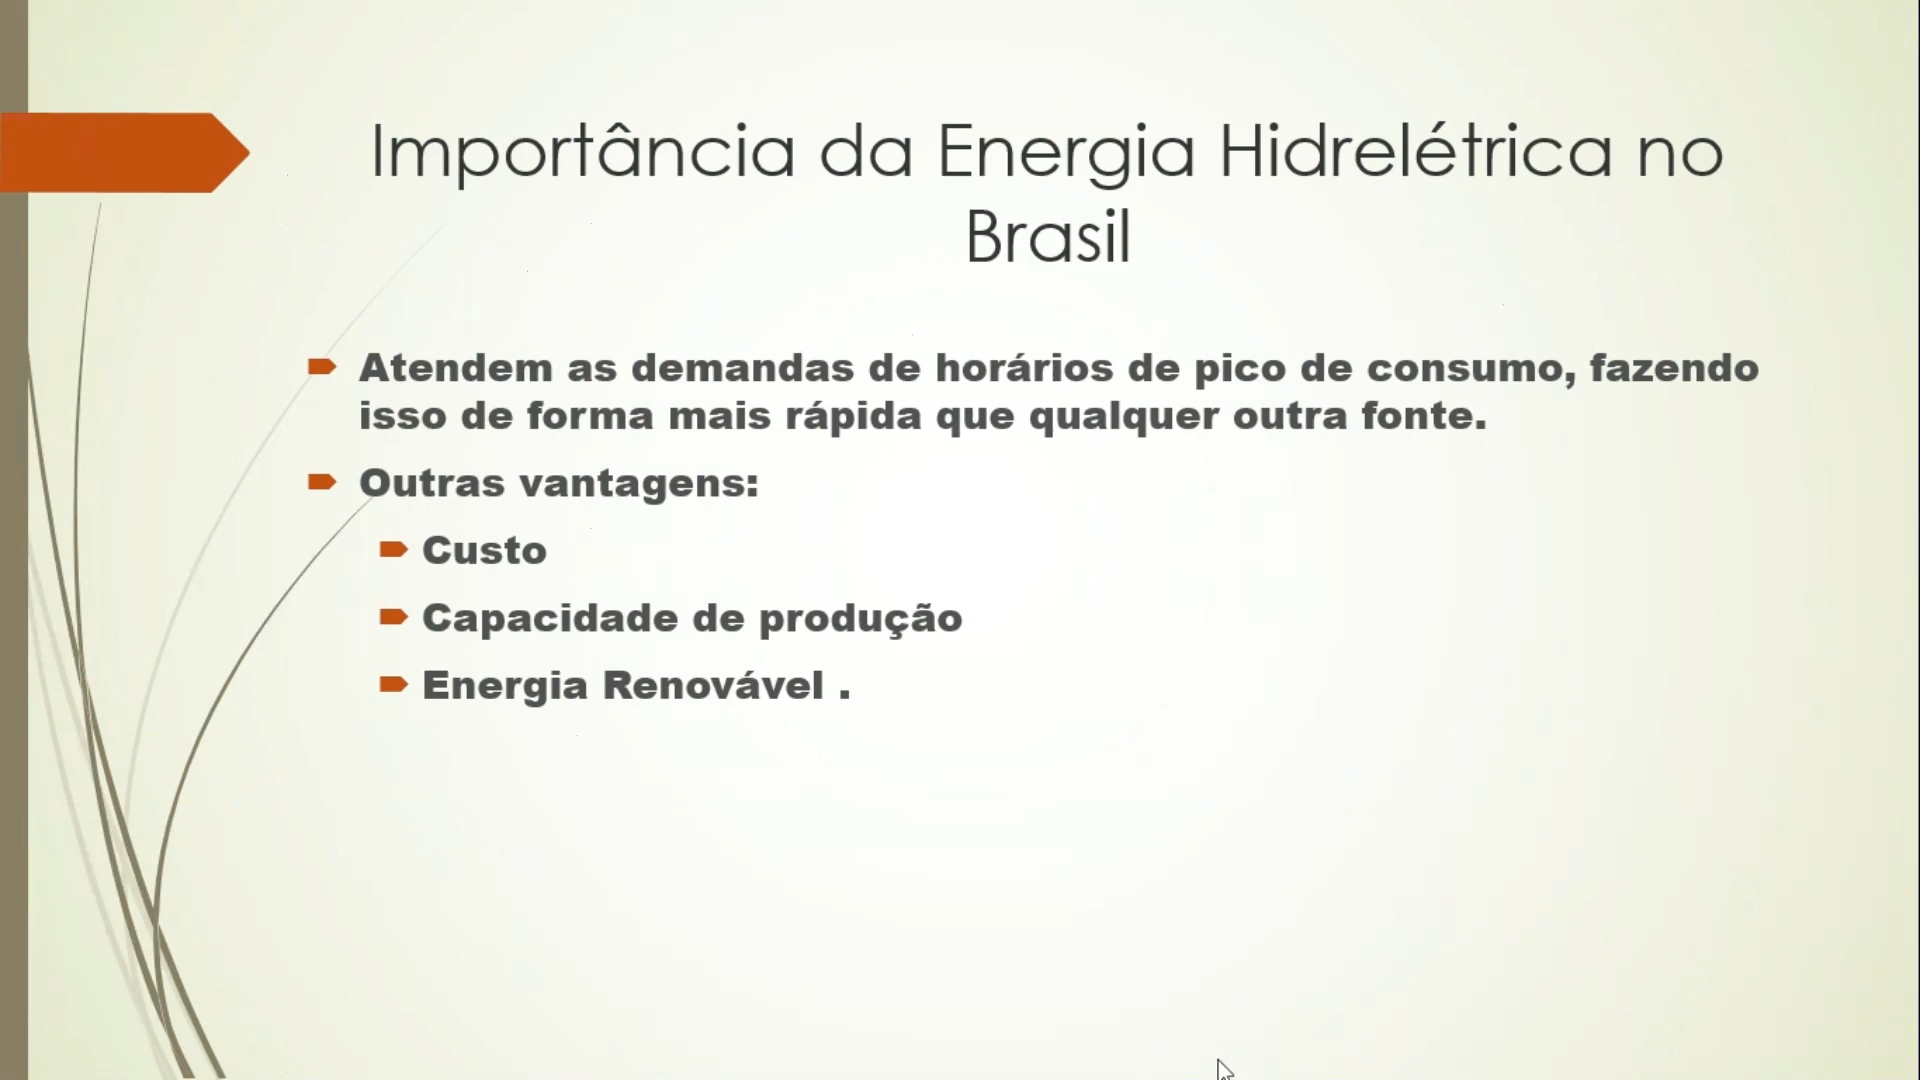 Importância da Energia Hidrelétrica no
Brasil
Atendem as demandas de horários de pico de consumo, fazendo
isso de forma mais rápida que qualquer outra fonte.
Outras vantagens:
Custo
Capacidade de produção
Energia Renovável .